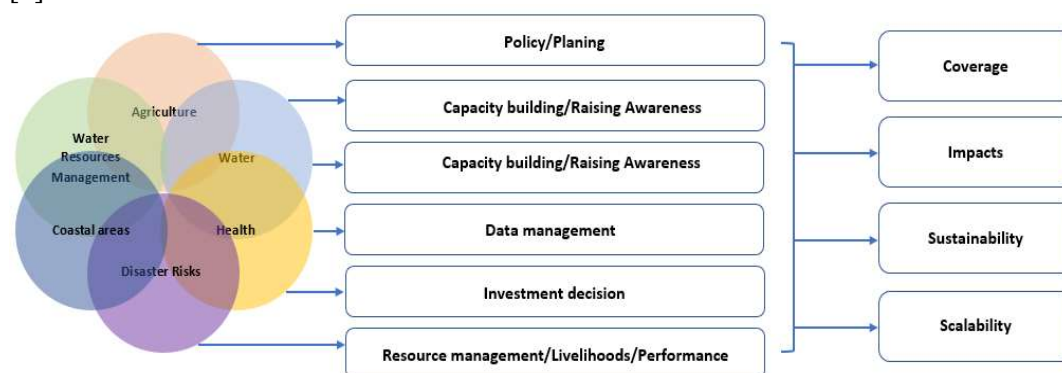 Agriculture
Water
Resources
Management
Water
Coastal areas
Health
Disaster Risks
Policy/Planing
Capacity building/Raising Awareness
Capacity building/Raising Awareness
Data management
Investment decision
Resource management/Livelihoods/Performance
Coverage
Impacts
Sustainability
Scalability